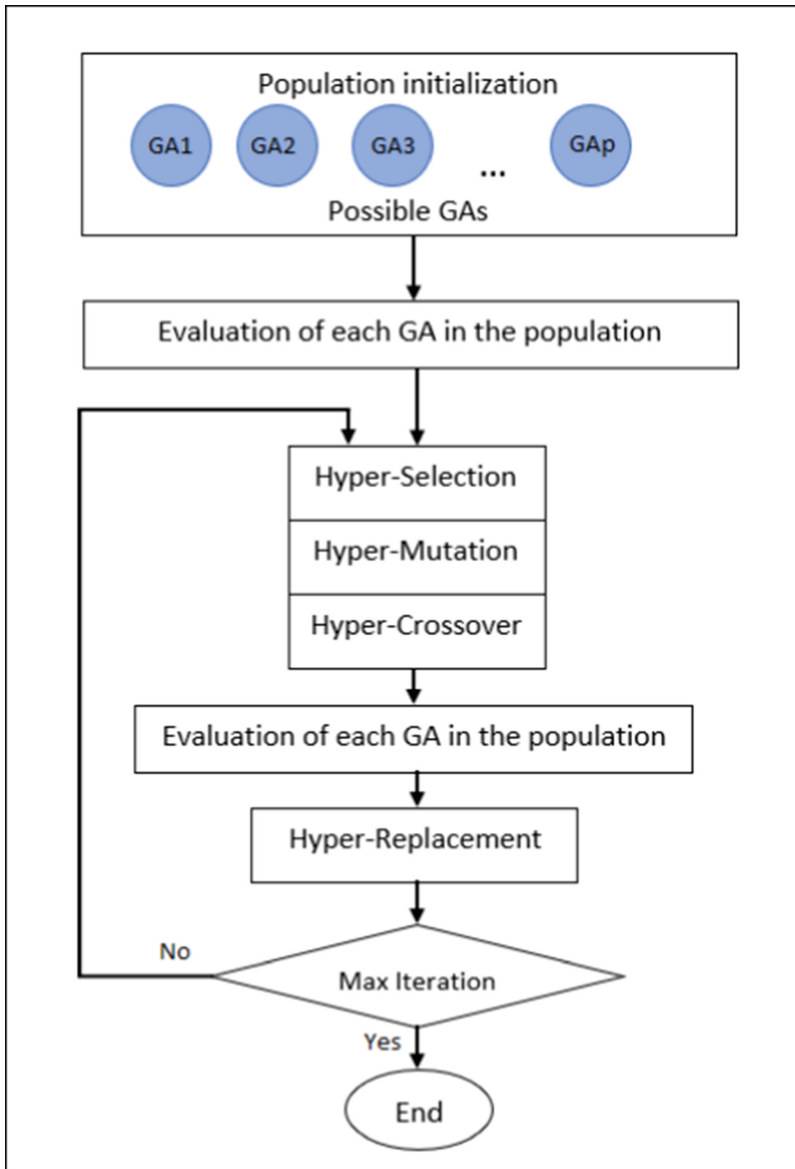 Population initialization
GA1 GA2 GA3 ... GAp
Possible GAs
Evaluation of each GA in the population
Hyper-Selection
Hyper-Mutation
Hyper-Crossover
Evaluation of each GA in the population
Hyper-Replacement
No
Max Iteration
Yes
End